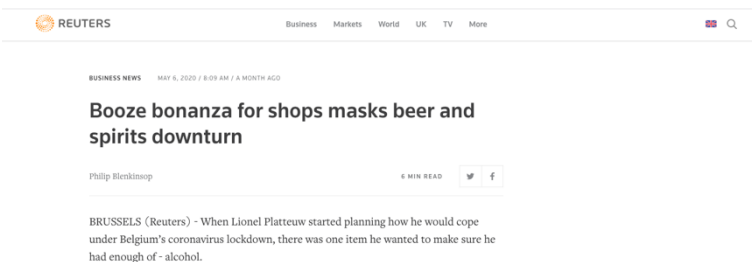 REUTERS
Business Markets World UK TV More
BUSINESS NEWS MAY 6, 2020 / 8:09 AM / A MONTH AGO
Booze bonanza for shops masks beer and
spirits downturn
Philip Blenkinsop
6 MIN READ
BRUSSELS (Reuters) - When Lionel Platteuw started planning how he would cope
under Belgium’s coronavirus lockdown, there was one item he wanted to make sure he
had enough of - alcohol.